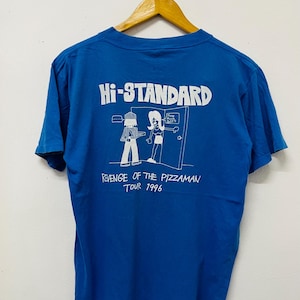 Hi-STANDARD
REVENGE OF THE PIZZAMAN
TOUR 1996